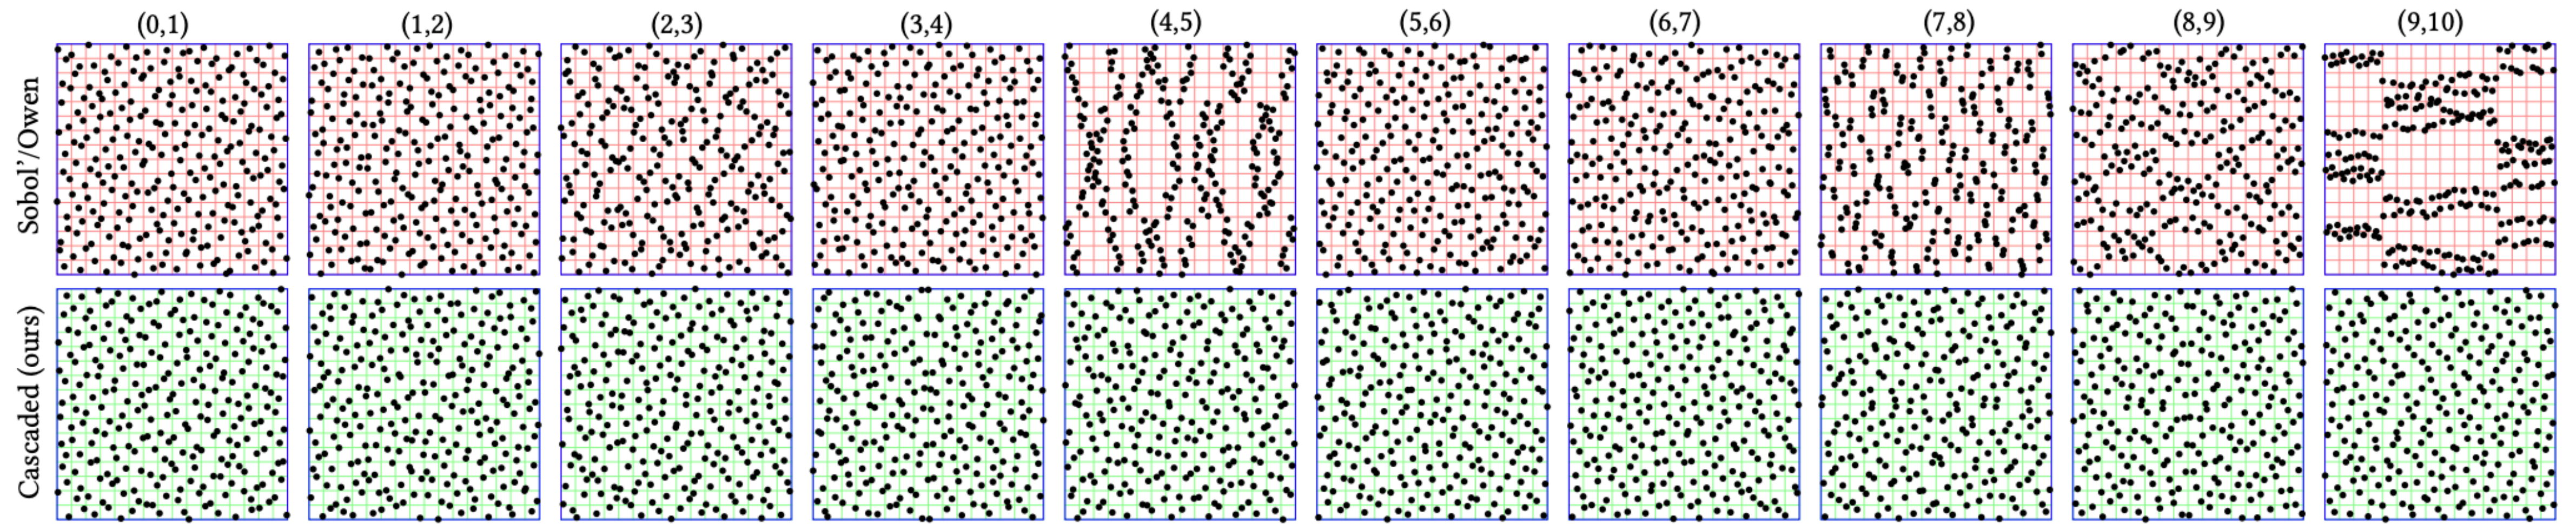 (0,1) (1,2) (2,3) (3,4) (4,5) (5,6) (6,7) (7,8) (8,9) (9,10)
Sobol'/Owen
Cascaded (ours)